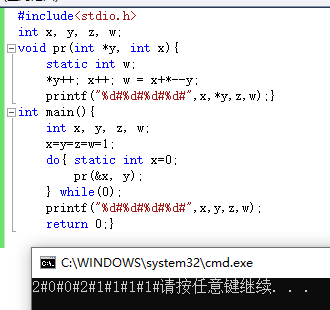 #include<stdio.h>
int x, y, z, w;
void pr(int *y, int x){
static int w;
*y++; x++; w = x+*--y;
printf("%d#%d#%d#%d#",x,*y,z,w);}
int main(){
int x, y, z, w;
x=y=z=w=1;
do{ static int x=0;
pr(&x, y);
} while(0);
printf("%d#%d#%d#%d#",x,y,z,w);
return 0;}
C:\WINDOWS\system32\cmd.exe
2#0#0#2#1#1#1#1#请按任意键继续. . .